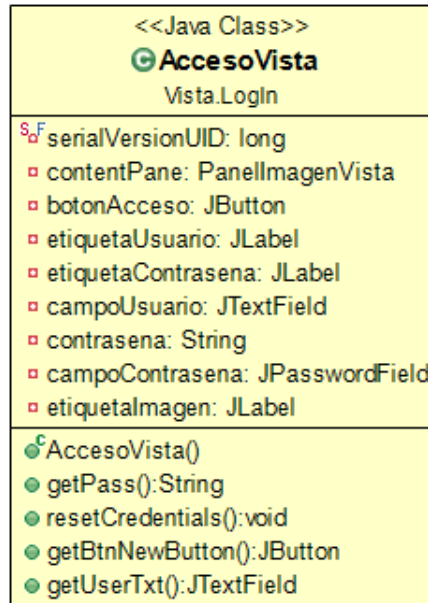 <<Java Class>>
AccesoVista
Vista.LogIn
serialVersionUID: long
contentPane: PanelImagenVista
botonAcceso: JButton
etiquetaUsuario: JLabel
etiquetaContrasena: JLabel
campoUsuario: JTextField
contrasena: String
campoContrasena: JPasswordField
etiquetaImagen: JLabel
AccesoVista()
getPass():String
resetCredentials():void
getBtnNewButton():JButton
getUserTxt():JTextField